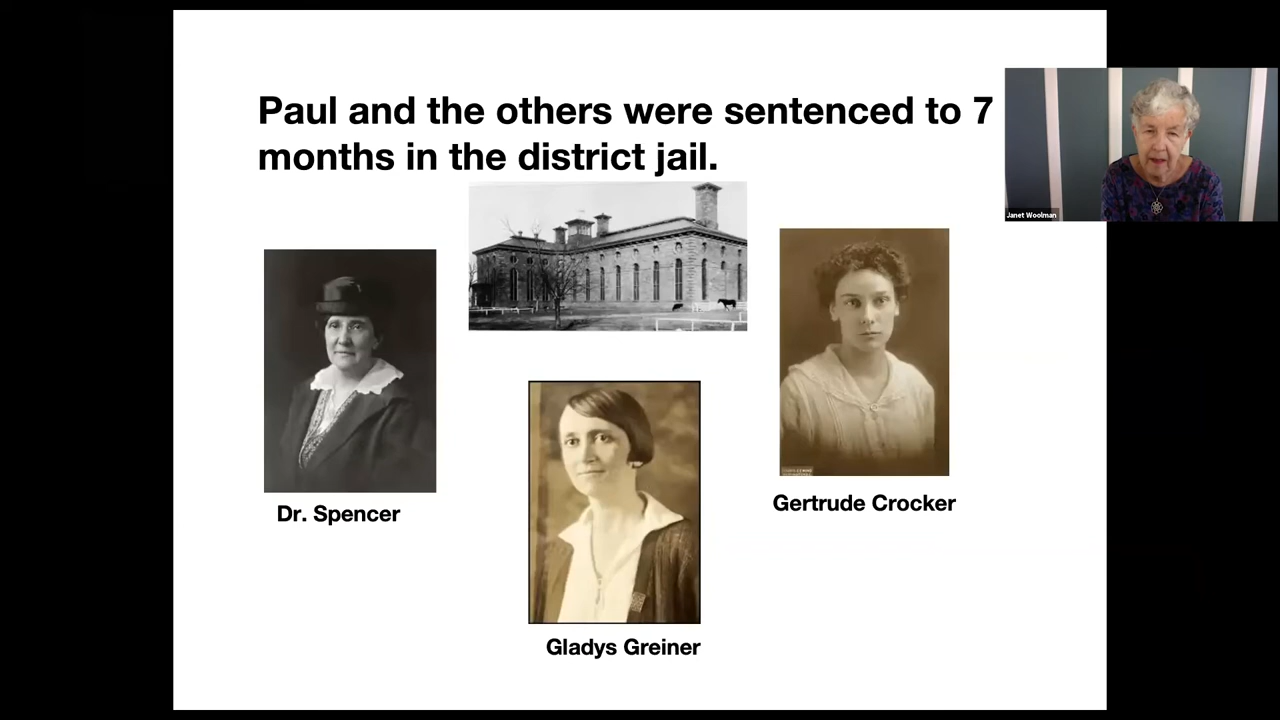 Paul and the others were sentenced to 7
months in the district jail.
Janet Woolman
Dr. Spencer
Gertrude Crocker
Gladys Greiner